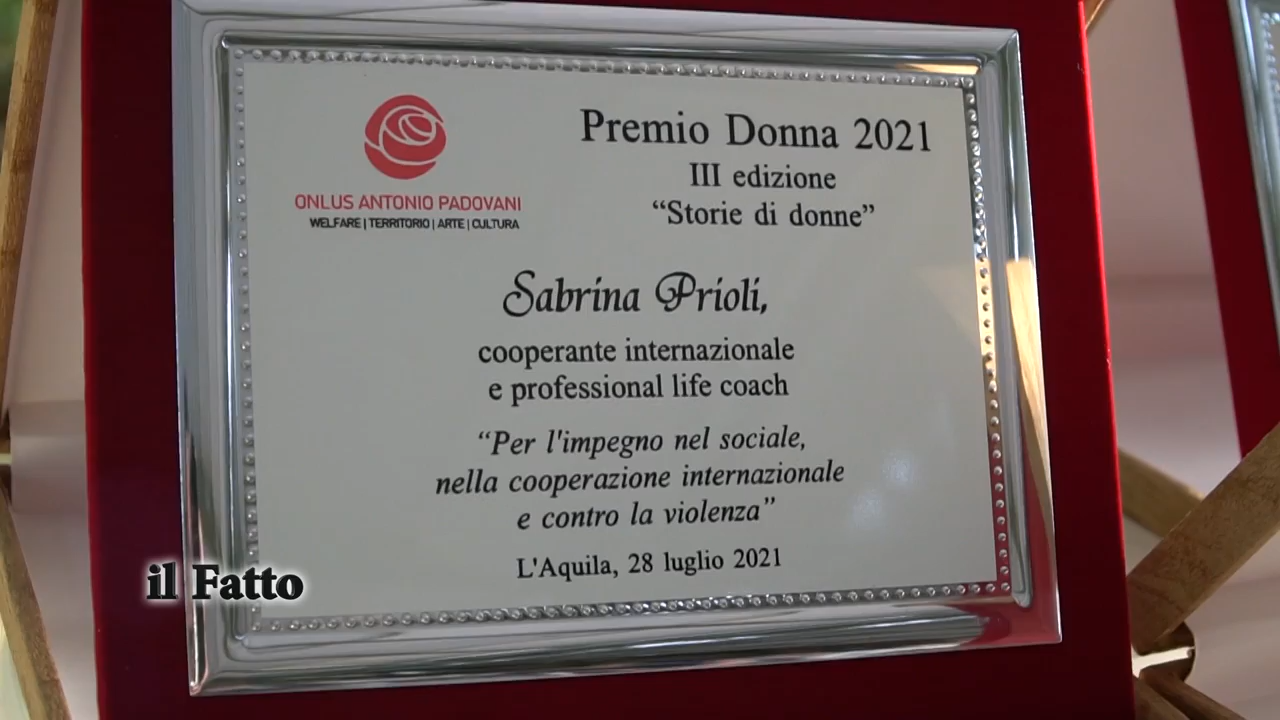 ONLUS ANTONIO PADOVANI
WELFARE | TERRITORIO | ARTE | CULTURA
Premio Donna 2021
III edizione
“Storie di donne”
Sabrina Prioli,
cooperante internazionale
e professional life coach
“Per l'impegno nel sociale,
nella cooperazione internazionale
e contro la violenza”
L'Aquila, 28 luglio 2021
il Fatto